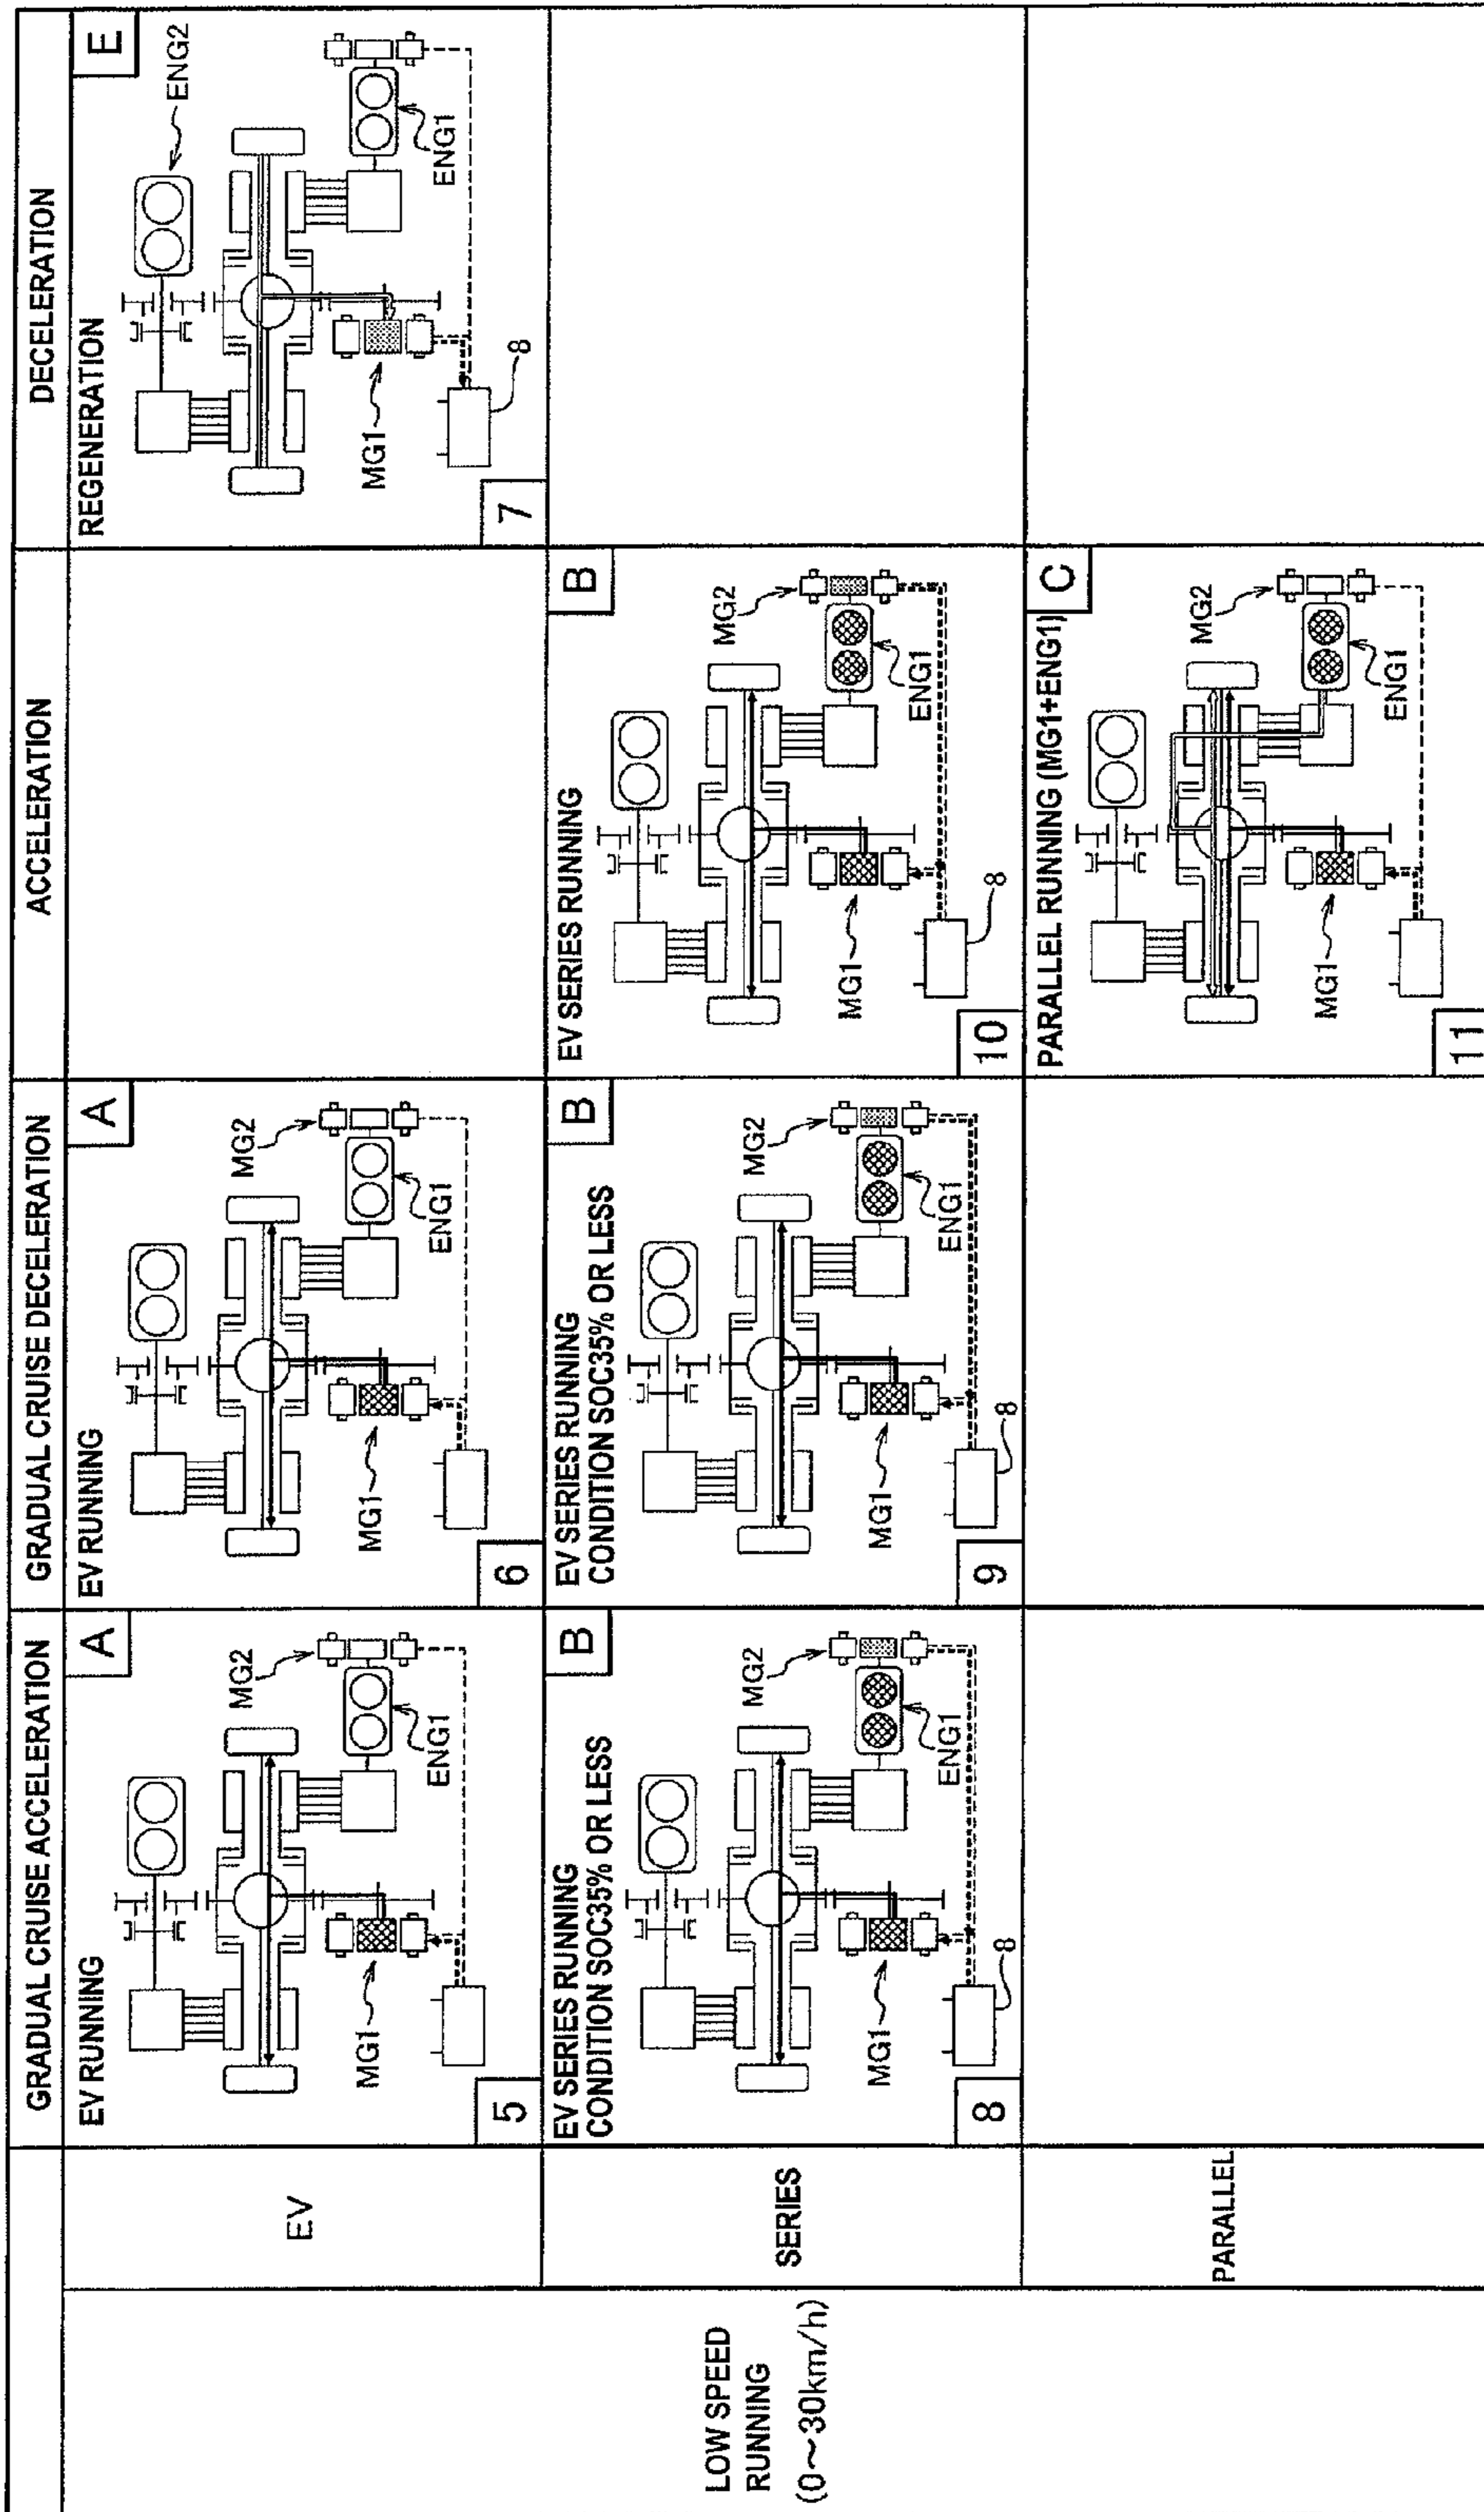 GRADUAL CRUISE ACCELERATION
GRADUAL CRUISE DECELERATION
ACCELERATION
DECELERATION
LOW SPEED
RUNNING
(0～30km/h)
EV
EV RUNNING
A
MG2
ENG1
MG1
5
EV RUNNING
A
MG2
ENG1
MG1
6
REGENERATION
E
ENG2
ENG1
MG1
8
7
SERIES
EV SERIES RUNNING
CONDITION SOC35% OR LESS
B
MG2
ENG1
MG1
8
8
EV SERIES RUNNING
CONDITION SOC35% OR LESS
B
MG2
ENG1
MG1
8
9
EV SERIES RUNNING
B
MG2
ENG1
MG1
8
10
PARALLEL
PARALLEL RUNNING (MG1+ENG1)
C
MG2
ENG1
MG1
11